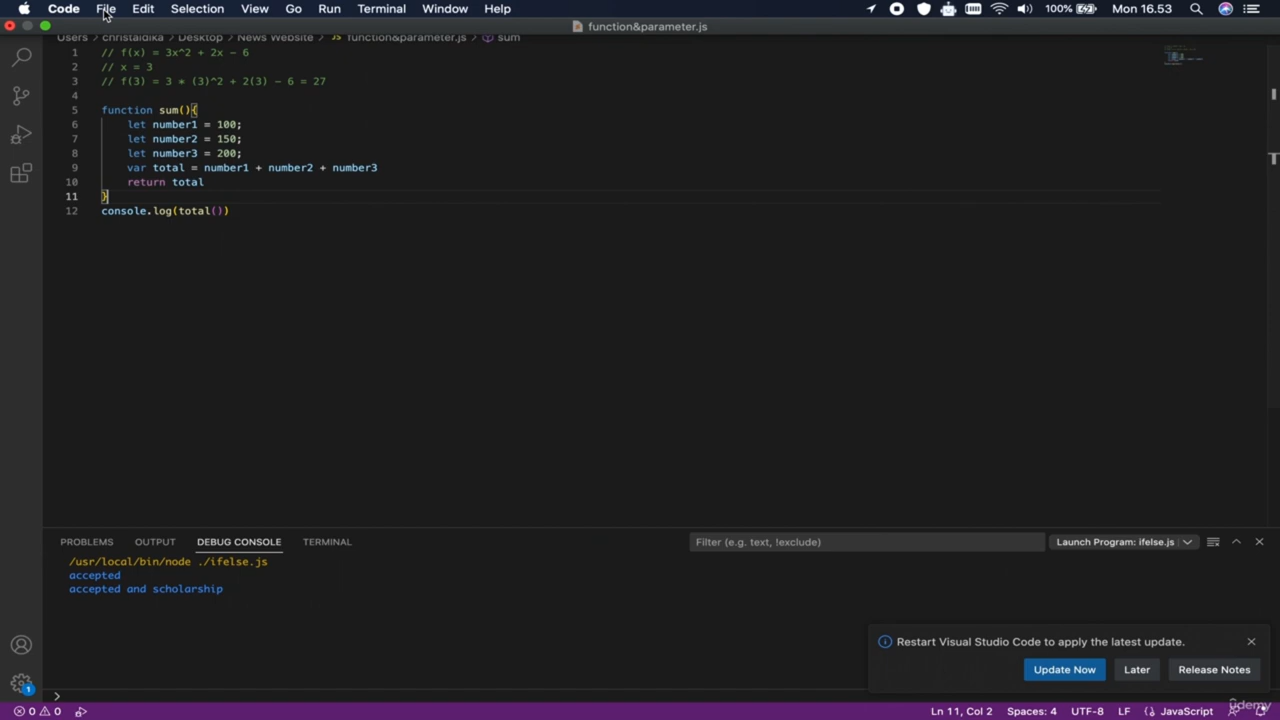 Code File Edit Selection View Go Run Terminal Window Help 100% Mon 16.53
function&parameter.js
Users > christaldika > Desktop > News Website > JS function&parameter.js > sum
1 // f(x) = 3x^2 + 2x - 6
2 // x = 3
3 // f(3) = 3 * (3)^2 + 2(3) - 6 = 27
4
5 function sum(){
6 let number1 = 100;
7 let number2 = 150;
8 let number3 = 200;
9 var total = number1 + number2 + number3
10 return total
11 }
12 console.log(total())
PROBLEMS OUTPUT DEBUG CONSOLE TERMINAL Filter (e.g. text, !exclude) Launch Program: ifelse.js
/usr/local/bin/node ./ifelse.js
accepted
accepted and scholarship
Restart Visual Studio Code to apply the latest update.
Update Now Later Release Notes
1
0 0 Ln 11, Col 2 Spaces: 4 UTF-8 LF {} JavaScript
ûdemy